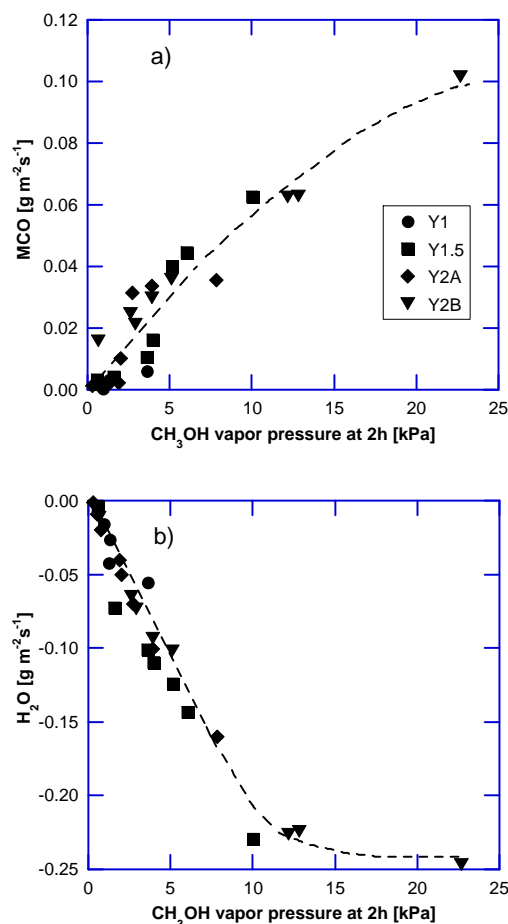 0.12
a)
0.10
0.08
0.06
0.04
0.02
0.00
MCO [g m⁻²s⁻¹]
Y1
Y1.5
Y2A
Y2B
0 5 10 15 20 25
CH₃OH vapor pressure at 2h [kPa]
0.00
b)
-0.05
-0.10
-0.15
-0.20
-0.25
H₂O [g m⁻²s⁻¹]
0 5 10 15 20 25
CH₃OH vapor pressure at 2h [kPa]